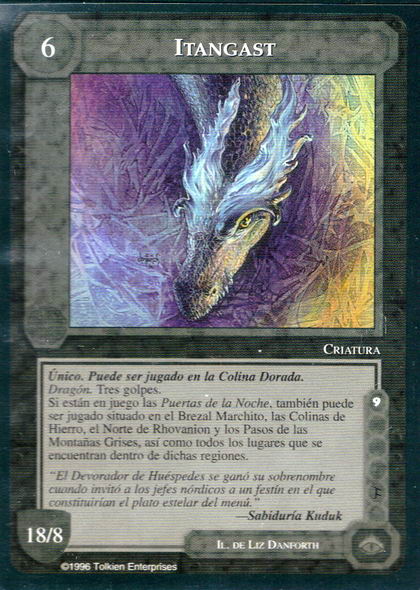 6
ITANGAST
CRIATURA
Único. Puede ser jugado en la Colina Dorada.
Dragón. Tres golpes.
Si están en juego las Puertas de la Noche, también puede
ser jugado situado en el Brezal Marchito, las Colinas de
Hierro, el Norte de Rhovanion y los Pasos de las
Montañas Grises, así como todos los lugares que se
encuentran dentro de dichas regiones.
9
"El Devorador de Huéspedes se ganó su sobrenombre
cuando invitó a los jefes nórdicos a un festín en el que
constituirían el plato estelar del menú."
—Sabiduría Kuduk
18/8
IL. DE LIZ DANFORTH
©1996 Tolkien Enterprises